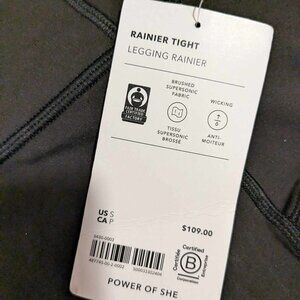 RAINIER TIGHT
LEGGING RAINIER
BRUSHED
SUPERSONIC
FABRIC
WICKING
FAIR TRADE
CERTIFIED
FACTORY
TISSU
SUPERSONIC
BROSSÉ
ANTI-
MOITEUR
US S
CA P
$109.00
Certified
Certifiée
B
Corporation
POWER OF SHE